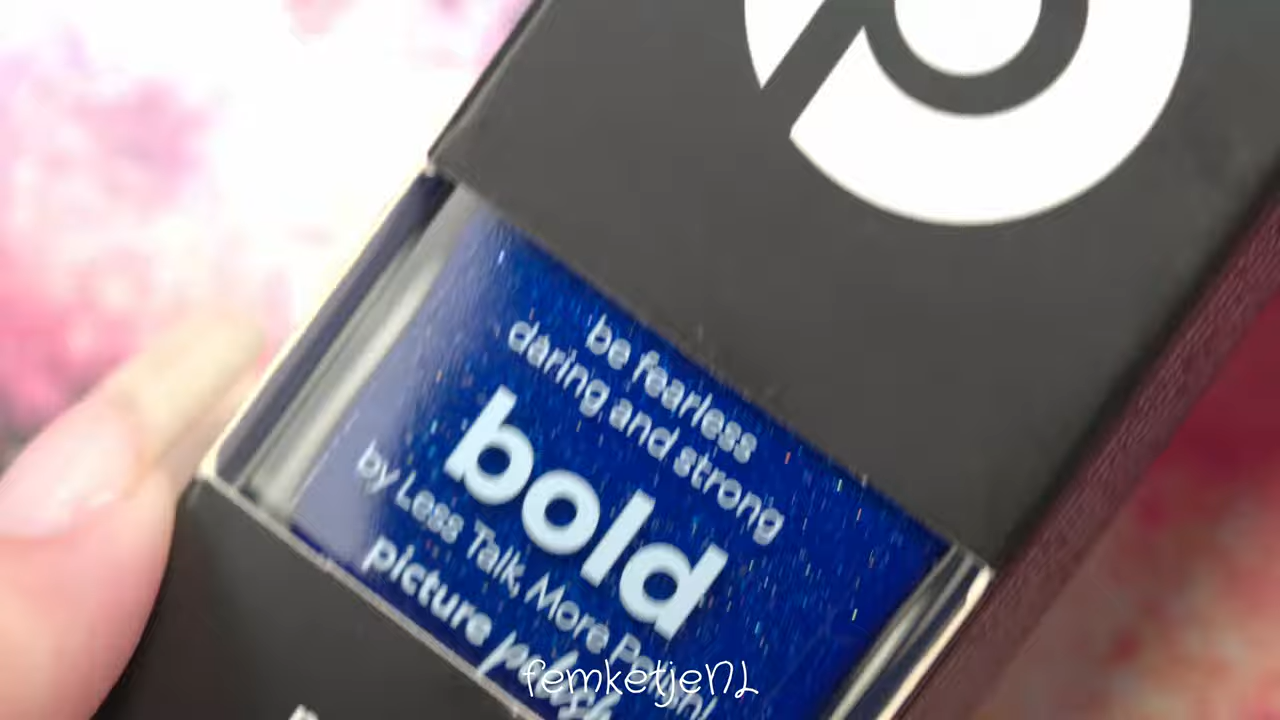 be fearless
daring and strong
bold
by Less Talk, More Polish!
picture polish
femketjeNL